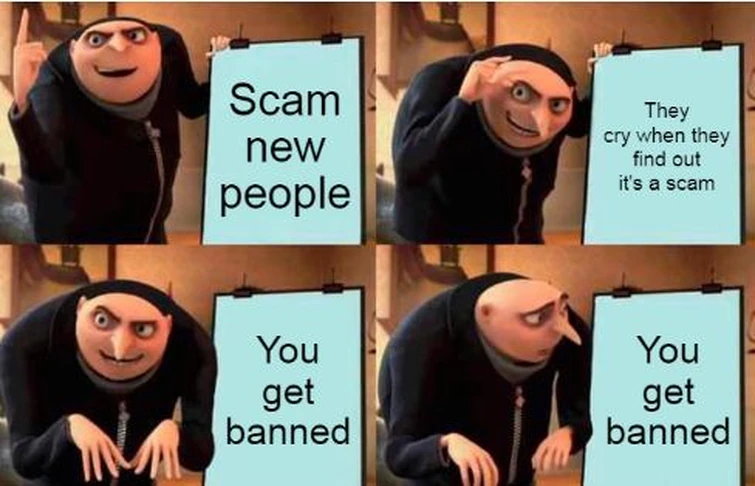 Scam
new
people
They
cry when they
find out
it's a scam
You
get
banned
You
get
banned